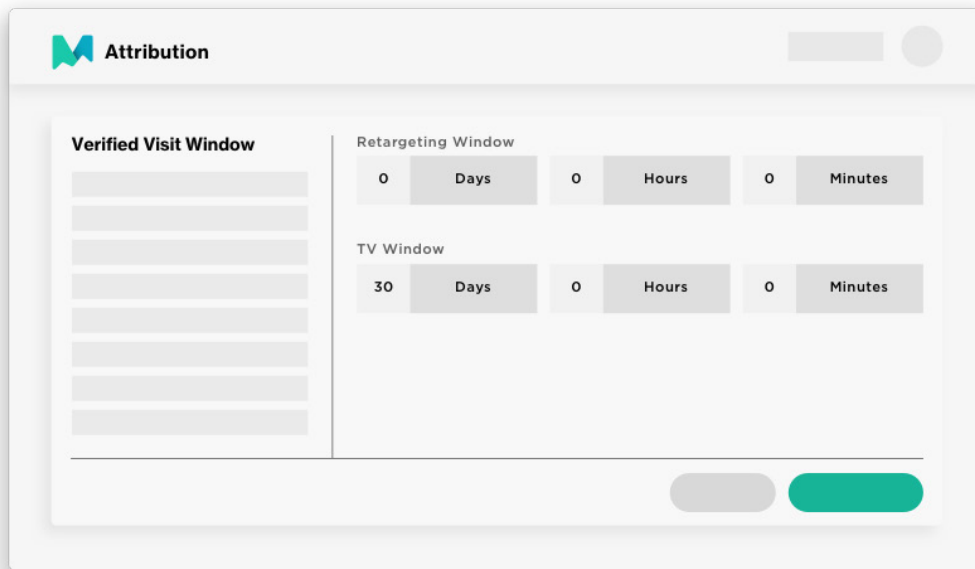 Attribution
Verified Visit Window
Retargeting Window
0 Days 0 Hours 0 Minutes
TV Window
30 Days 0 Hours 0 Minutes